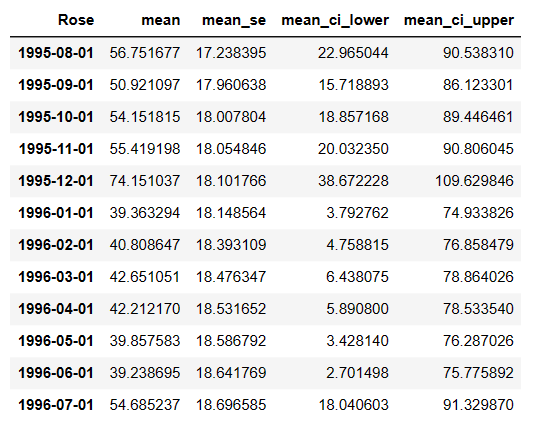 Rose mean mean_se mean_ci_lower mean_ci_upper
1995-08-01 56.751677 17.238395 22.965044 90.538310
1995-09-01 50.921097 17.960638 15.718893 86.123301
1995-10-01 54.151815 18.007804 18.857168 89.446461
1995-11-01 55.419198 18.054846 20.032350 90.806045
1995-12-01 74.151037 18.101766 38.672228 109.629846
1996-01-01 39.363294 18.148564 3.792762 74.933826
1996-02-01 40.808647 18.393109 4.758815 76.858479
1996-03-01 42.651051 18.476347 6.438075 78.864026
1996-04-01 42.212170 18.531652 5.890800 78.533540
1996-05-01 39.857583 18.586792 3.428140 76.287026
1996-06-01 39.238695 18.641769 2.701498 75.775892
1996-07-01 54.685237 18.696585 18.040603 91.329870